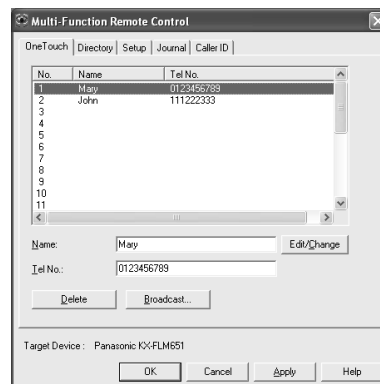 Multi-Function Remote Control
OneTouch Directory Setup Journal Caller ID
No. Name Tel No.
1 Mary 0123456789
2 John 111222333
3
4
5
6
7
8
9
10
11
Name: Mary Edit/Change
Tel No.: 0123456789
Delete Broadcast...
Target Device : Panasonic KX-FLM651
OK Cancel Apply Help